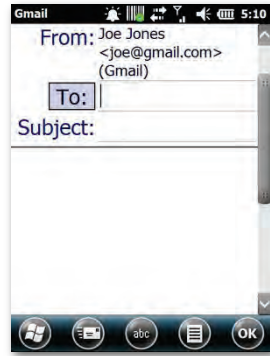 Gmail 5:10
From: Joe Jones
<joe@gmail.com>
(Gmail)
To:
Subject:
abc OK